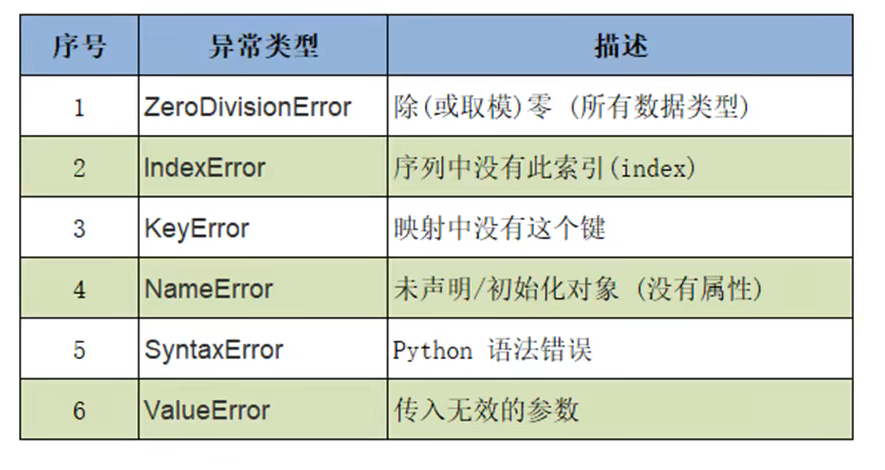 序号 异常类型 描述
1 ZeroDivisionError 除(或取模)零 (所有数据类型)
2 IndexError 序列中没有此索引(index)
3 KeyError 映射中没有这个键
4 NameError 未声明/初始化对象 (没有属性)
5 SyntaxError Python 语法错误
6 ValueError 传入无效的参数